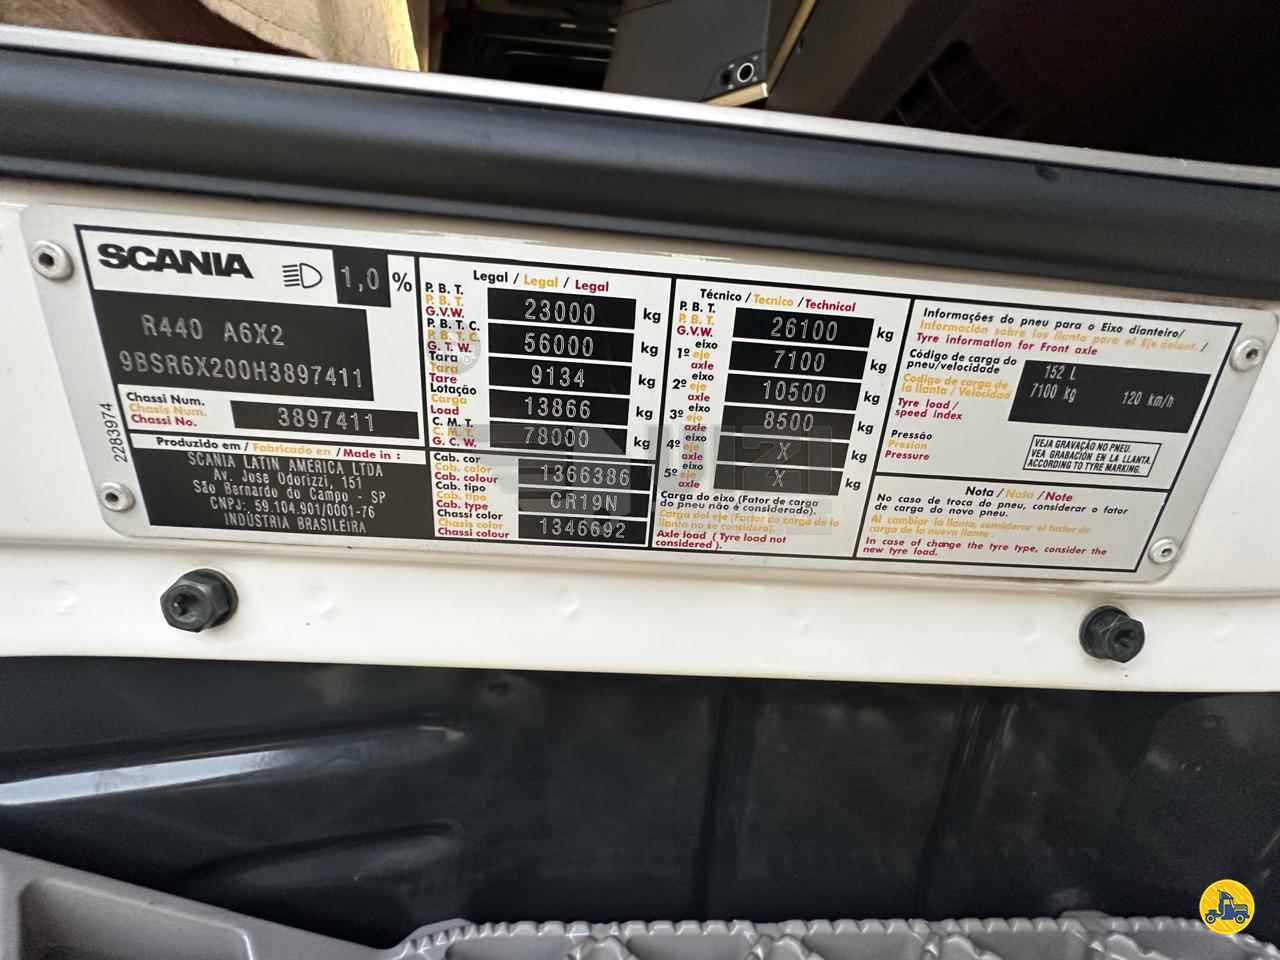 SCANIA
1,0 %
R440 A6X2
9BSR6X200H3897411
Chassi Num.
Chasis Num.
Chassi No.
3897411
2283974
Produzido em / Fabricado en / Made in :
SCANIA LATIN AMERICA LTDA
Av. José Odorizzi, 151
São Bernardo do Campo - SP
CNPJ: 59.104.901/0001-76
INDÚSTRIA BRASILEIRA
Legal / Legal / Legal
P. B. T.
P. B. T.
G.V.W.
23000 kg
P. B. T. C.
P. B. T. C.
G. T. W.
56000 kg
Tara
Tara
Tare
9134 kg
Lotação
Carga
Load
13866 kg
C. M. T.
C. M. T.
G. C. W.
78000 kg
Cab. cor
Cab. color
Cab. colour
1366386
Cab. tipo
Cab. tipo
Cab. type
CR19N
Chassi color
Chasis color
Chassi colour
1346692
Técnico / Tecnico / Technical
P. B. T.
P. B. T.
G.V.W.
26100 kg
1º eixo
eje
axle
7100 kg
2º eixo
eje
axle
10500 kg
3º eixo
eje
axle
8500 kg
4º eixo
eje
axle
X kg
5º eixo
eje
axle
X kg
Carga do eixo (Fator de carga
do pneu não é considerado).
Carga del eje (Factor de carga de la
llanta no se considera).
Axle load ( Tyre load not
considered ).
Informações do pneu para o Eixo dianteiro/
Información sobre los llanta para el Eje delant. /
Tyre information for Front axle
Código de carga do
pneu/velocidade
Codigo de carga de
la llanta / Velocidad
Tyre load /
speed index
152 L
7100 kg 120 km/h
Pressão
Presion
Pressure
VEJA GRAVAÇÃO NO PNEU.
VEA GRABACIÓN EN LA LLANTA.
ACCORDING TO TYRE MARKING.
Nota / Nota / Note
No caso de troca do pneu, considerar o fator
de carga do novo pneu.
Al cambiar la llanta, considerar el factor de
carga de la nueva llanta .
In case of change the tyre type, consider the
new tyre load.